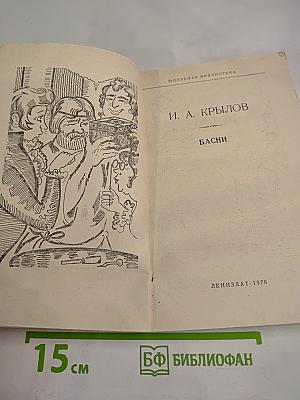 ШКОЛЬНАЯ БИБЛИОТЕКА
И. А. КРЫЛОВ
БАСНИ
ЛЕНИЗДАТ·1976
15 см
БФ БИБЛИОФАН